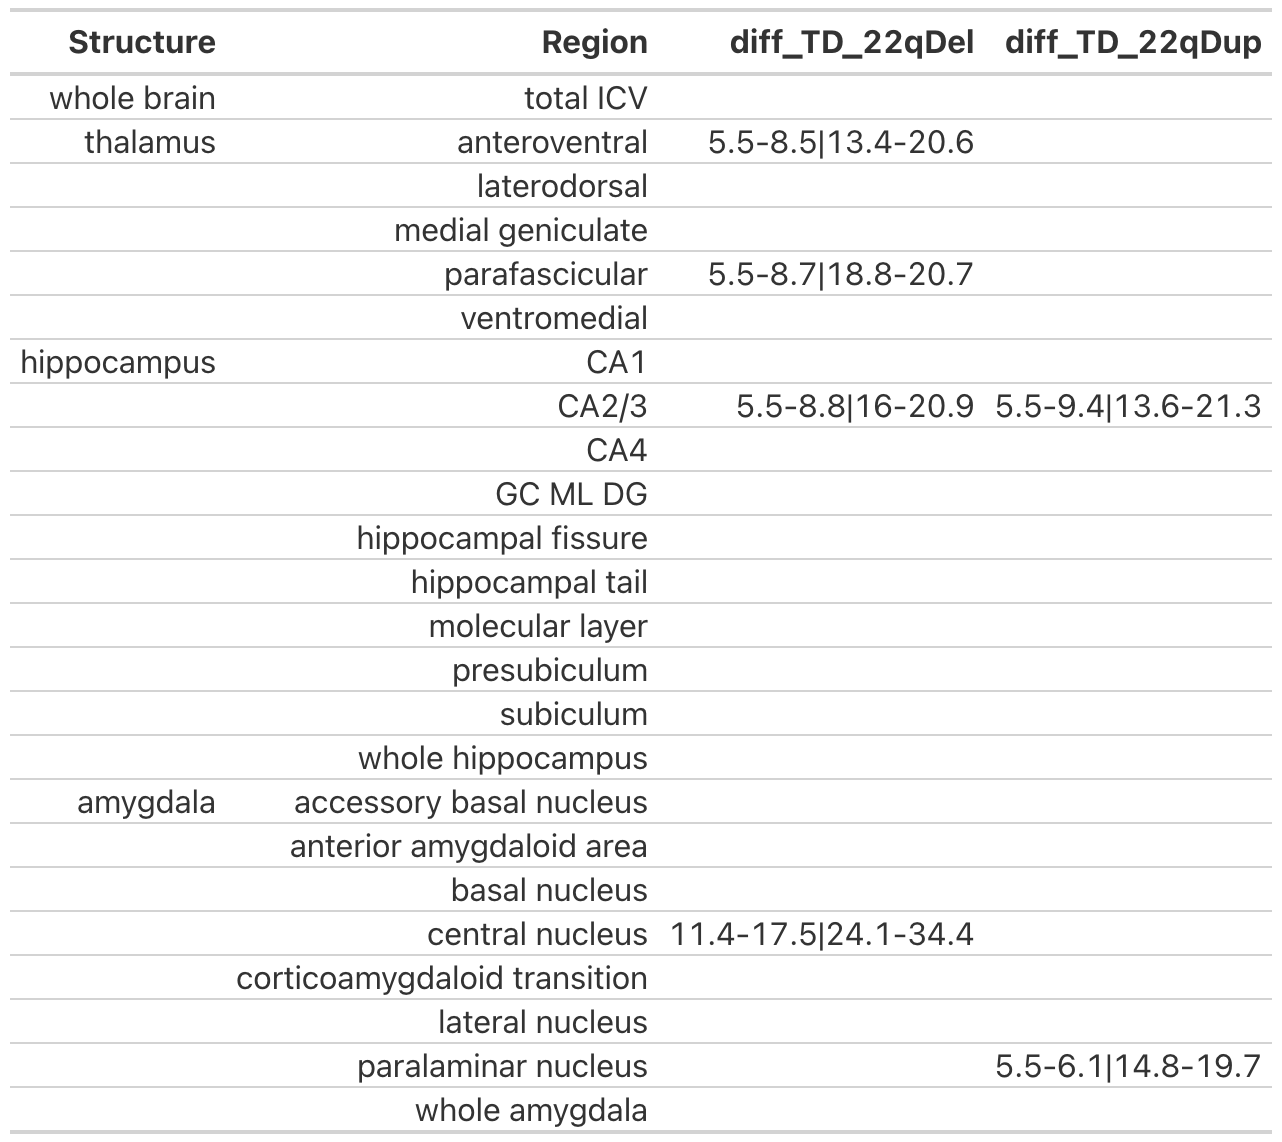 Structure Region diff_TD_22qDel diff_TD_22qDup
whole brain total ICV
thalamus anteroventral 5.5-8.5|13.4-20.6
laterodorsal
medial geniculate
parafascicular 5.5-8.7|18.8-20.7
ventromedial
hippocampus CA1
CA2/3 5.5-8.8|16-20.9 5.5-9.4|13.6-21.3
CA4
GC ML DG
hippocampal fissure
hippocampal tail
molecular layer
presubiculum
subiculum
whole hippocampus
amygdala accessory basal nucleus
anterior amygdaloid area
basal nucleus
central nucleus 11.4-17.5|24.1-34.4
corticoamygdaloid transition
lateral nucleus
paralaminar nucleus 5.5-6.1|14.8-19.7
whole amygdala